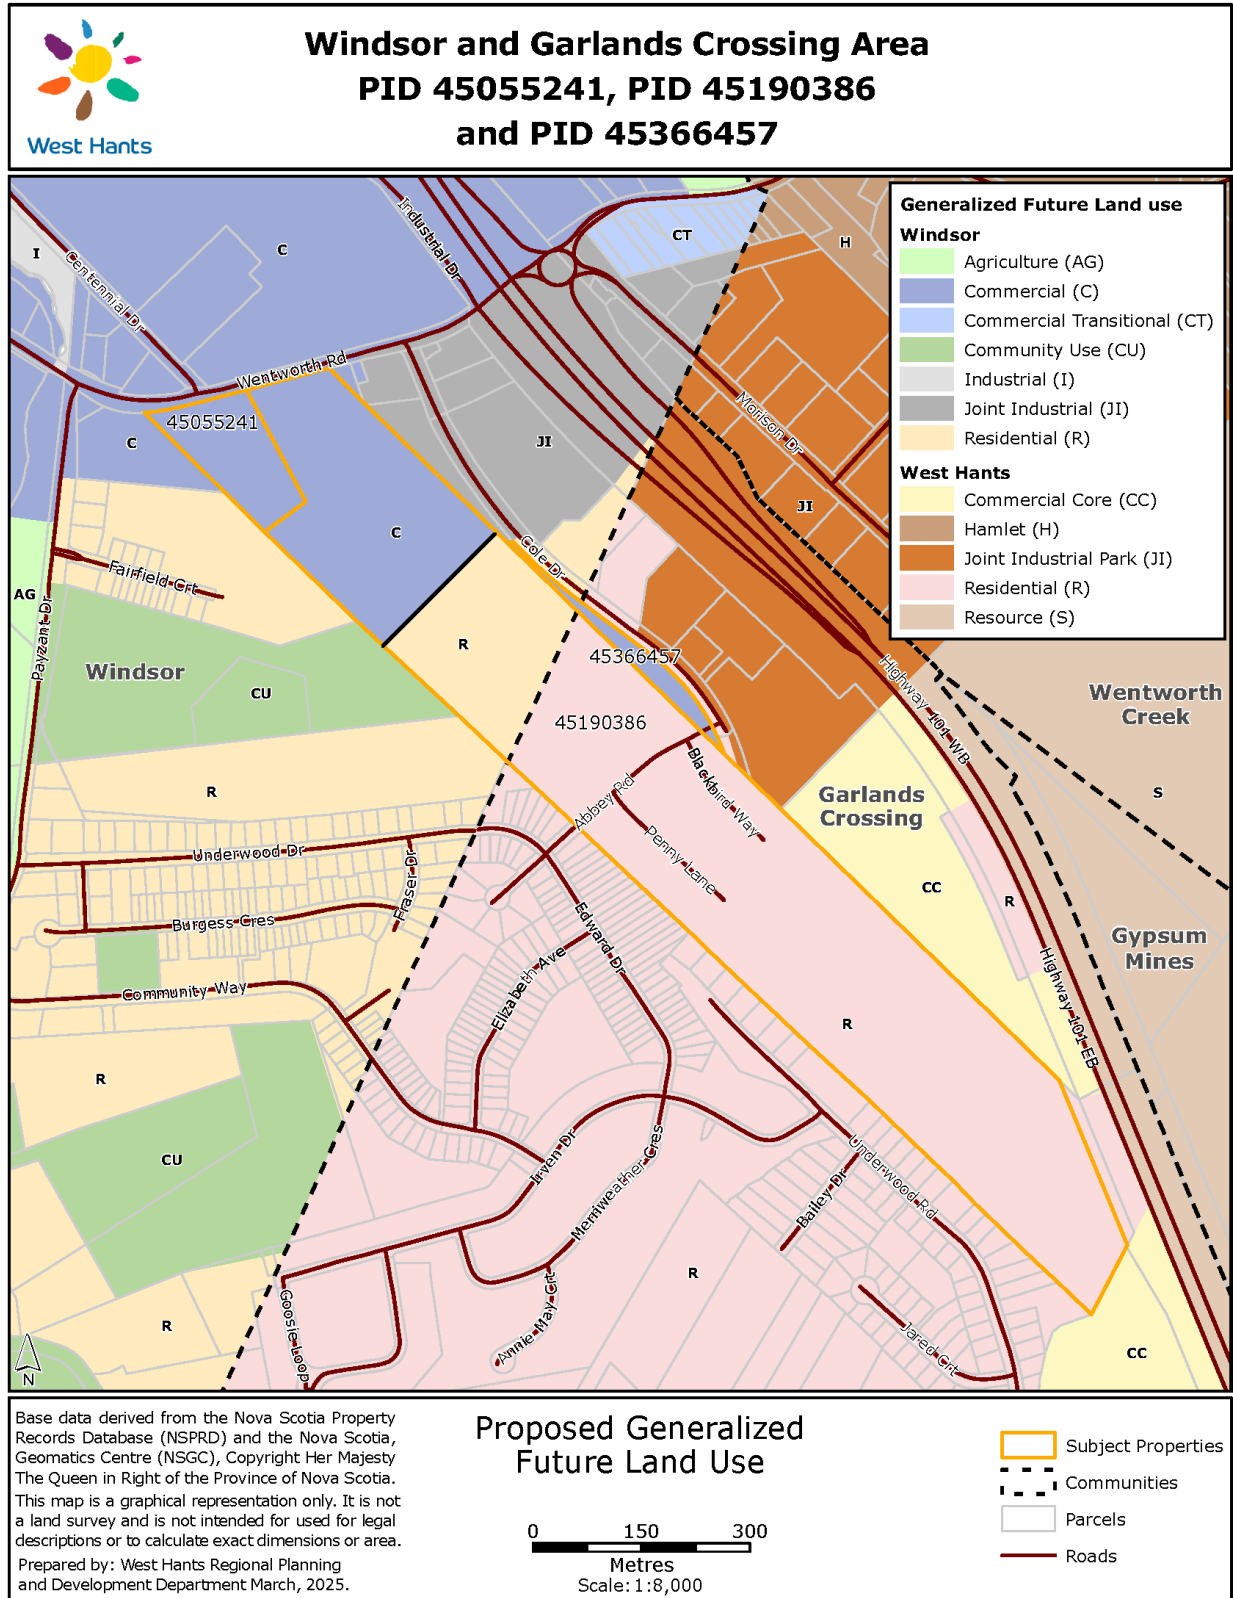 Windsor and Garlands Crossing Area
PID 45055241, PID 45190386
and PID 45366457
West Hants
Generalized Future Land use
Windsor
Agriculture (AG)
Commercial (C)
Commercial Transitional (CT)
Community Use (CU)
Industrial (I)
Joint Industrial (JI)
Residential (R)
West Hants
Commercial Core (CC)
Hamlet (H)
Joint Industrial Park (JI)
Residential (R)
Resource (S)
I
Centennial Dr
C
Industrial Dr
CT
H
Wentworth Rd
45055241
C
JI
Morison Dr
JI
C
Cole Dr
Fairfield Crt
AG
Payzant Dr
Windsor
CU
R
45366457
45190386
Highway 101 WB
Wentworth
Creek
S
R
Abbey Rd
Blackbird Way
Penny Lane
Garlands
Crossing
CC
R
Underwood Dr
Fraser Dr
Burgess Cres
Edward Dr
Elizabeth Ave
Gypsum
Mines
Community Way
R
Highway 101 EB
R
CU
Irven Dr
Merriweather Cres
Underwood Rd
Bailey Dr
R
R
Goosie Loop
Annie May Crt
Jared Crt
CC
N
Base data derived from the Nova Scotia Property
Records Database (NSPRD) and the Nova Scotia,
Geomatics Centre (NSGC), Copyright Her Majesty
The Queen in Right of the Province of Nova Scotia.
This map is a graphical representation only. It is not
a land survey and is not intended for used for legal
descriptions or to calculate exact dimensions or area.
Prepared by: West Hants Regional Planning
and Development Department March, 2025.
Proposed Generalized
Future Land Use
0 150 300
Metres
Scale: 1:8,000
Subject Properties
Communities
Parcels
Roads